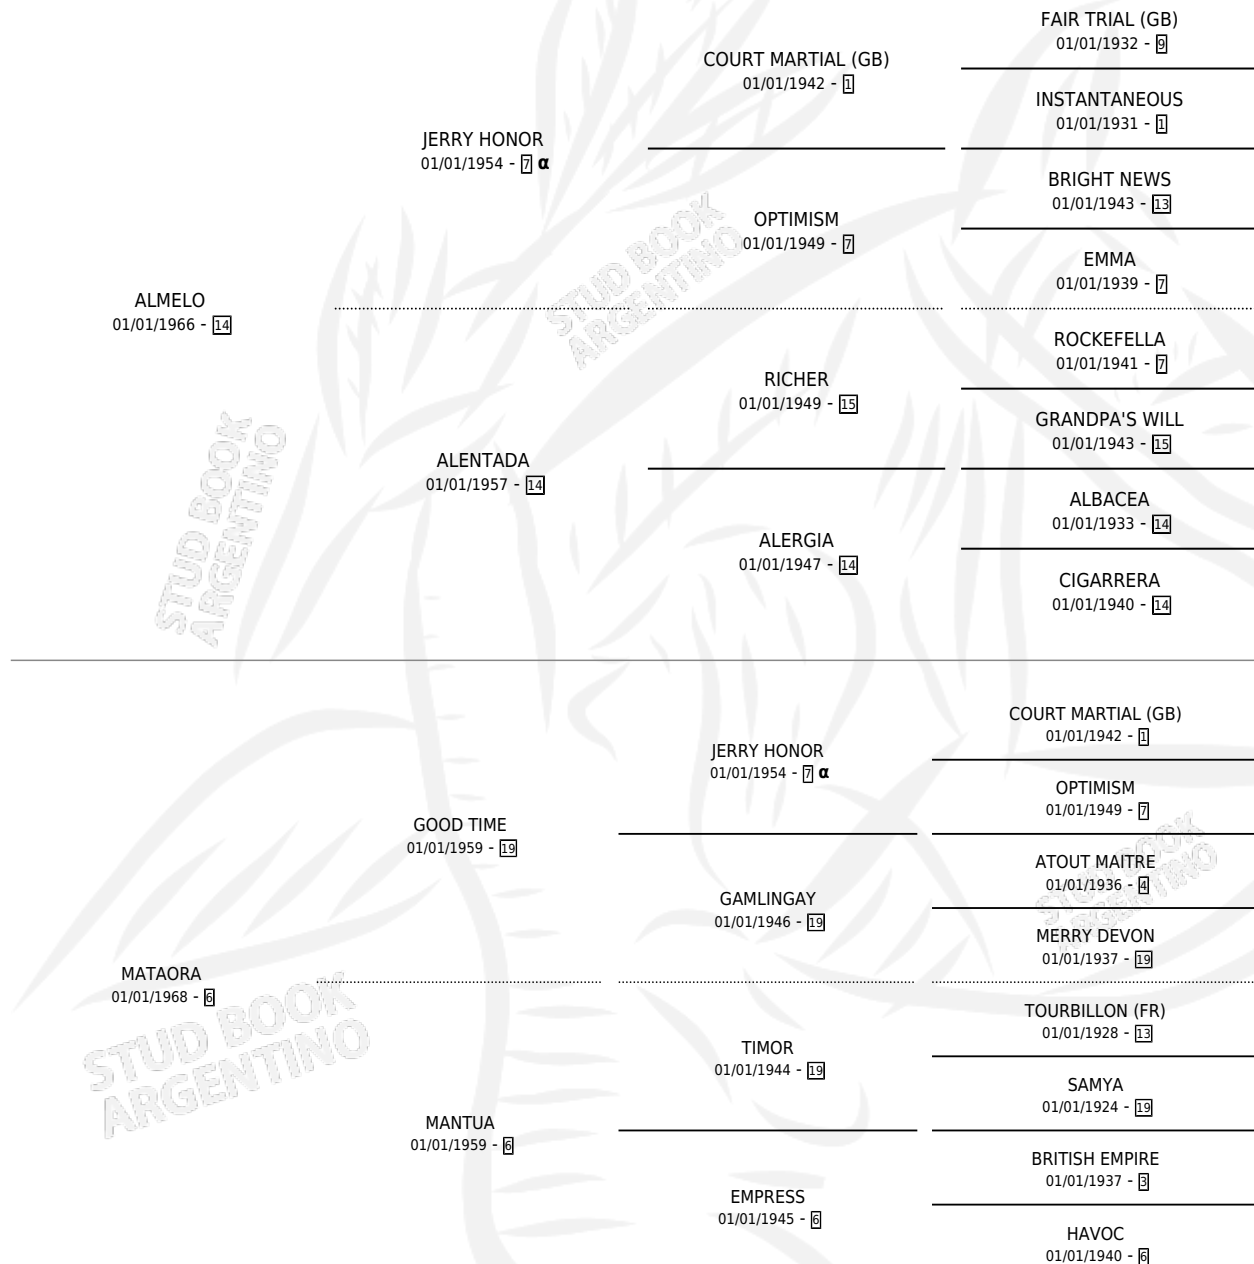 FAIR TRIAL (GB)
01/01/1932 - 9
COURT MARTIAL (GB)
01/01/1942 - 1
INSTANTANEOUS
01/01/1931 - 1
JERRY HONOR
01/01/1954 - 7 α
BRIGHT NEWS
01/01/1943 - 13
OPTIMISM
01/01/1949 - 7
EMMA
01/01/1939 - 7
ALMELO
01/01/1966 - 14
ROCKEFELLA
01/01/1941 - 7
RICHER
01/01/1949 - 15
GRANDPA'S WILL
01/01/1943 - 15
ALENTADA
01/01/1957 - 14
ALBACEA
01/01/1933 - 14
ALERGIA
01/01/1947 - 14
CIGARRERA
01/01/1940 - 14
COURT MARTIAL (GB)
01/01/1942 - 1
JERRY HONOR
01/01/1954 - 7 α
OPTIMISM
01/01/1949 - 7
GOOD TIME
01/01/1959 - 19
ATOUT MAITRE
01/01/1936 - 4
GAMLINGAY
01/01/1946 - 19
MERRY DEVON
01/01/1937 - 19
MATAORA
01/01/1968 - 6
TOURBILLON (FR)
01/01/1928 - 13
TIMOR
01/01/1944 - 19
SAMYA
01/01/1924 - 19
MANTUA
01/01/1959 - 6
BRITISH EMPIRE
01/01/1937 - 3
EMPRESS
01/01/1945 - 6
HAVOC
01/01/1940 - 6
STUD BOOK
ARGENTINO
STUD BOOK
ARGENTINO
STUD BOOK
ARGENTINO
STUD BOOK
ARGENTINO